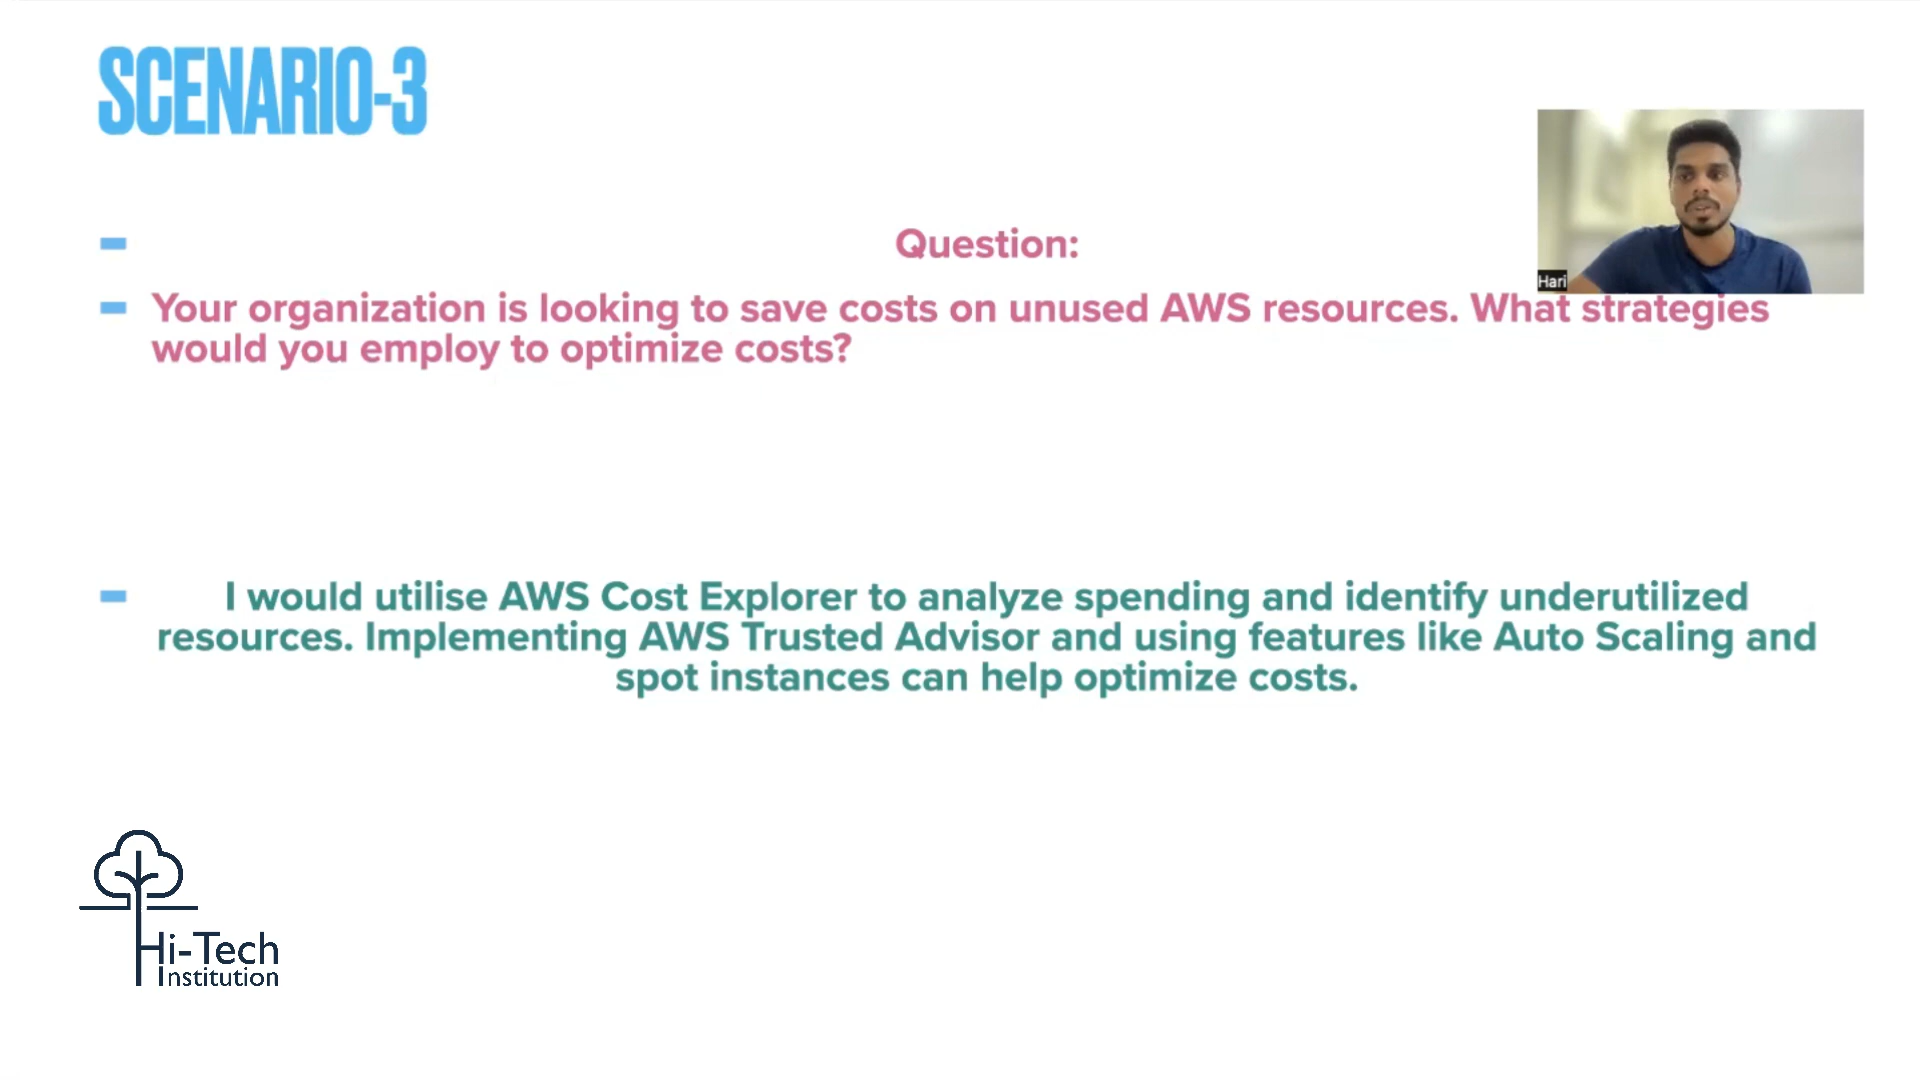 SCENARIO-3
Hari
Question:
Your organization is looking to save costs on unused AWS resources. What strategies
would you employ to optimize costs?
I would utilise AWS Cost Explorer to analyze spending and identify underutilized
resources. Implementing AWS Trusted Advisor and using features like Auto Scaling and
spot instances can help optimize costs.
Hi-Tech
Institution